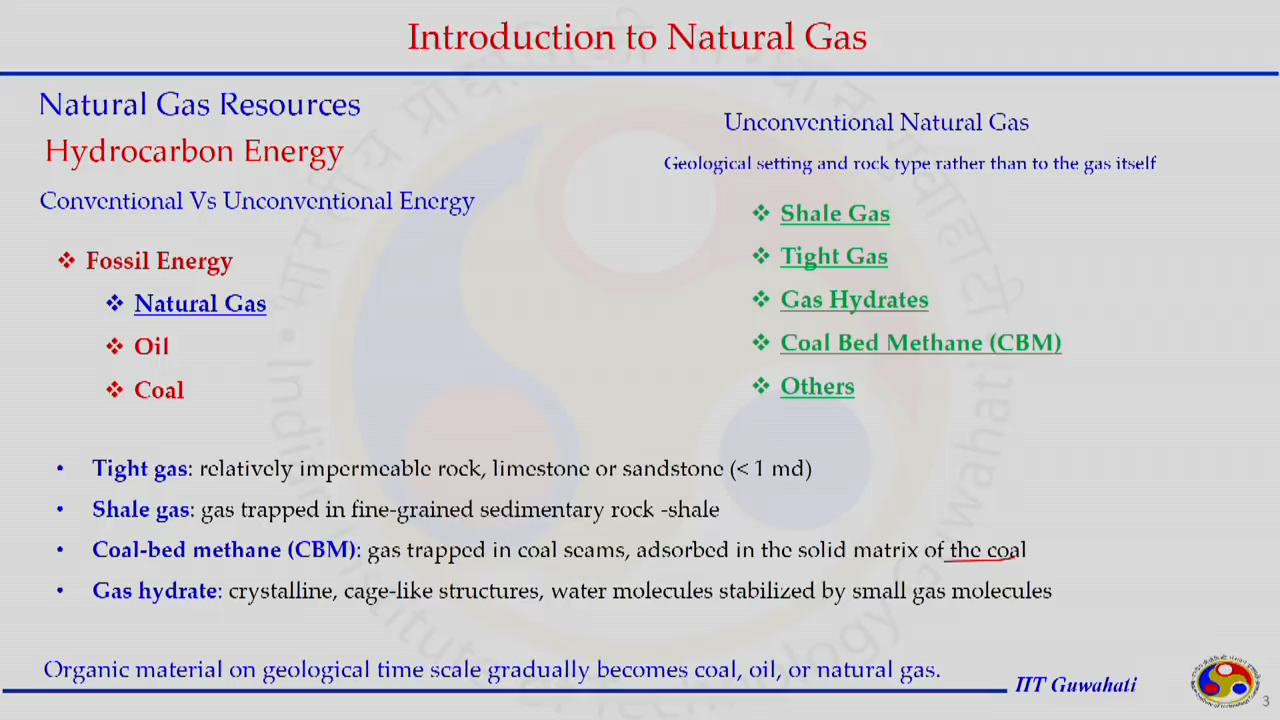 Introduction to Natural Gas
Natural Gas Resources
Hydrocarbon Energy
Conventional Vs Unconventional Energy
❖ Fossil Energy
❖ Natural Gas
❖ Oil
❖ Coal
Unconventional Natural Gas
Geological setting and rock type rather than to the gas itself
❖ Shale Gas
❖ Tight Gas
❖ Gas Hydrates
❖ Coal Bed Methane (CBM)
❖ Others
• Tight gas: relatively impermeable rock, limestone or sandstone (< 1 md)
• Shale gas: gas trapped in fine-grained sedimentary rock -shale
• Coal-bed methane (CBM): gas trapped in coal seams, adsorbed in the solid matrix of the coal
• Gas hydrate: crystalline, cage-like structures, water molecules stabilized by small gas molecules
Organic material on geological time scale gradually becomes coal, oil, or natural gas.
IIT Guwahati
3